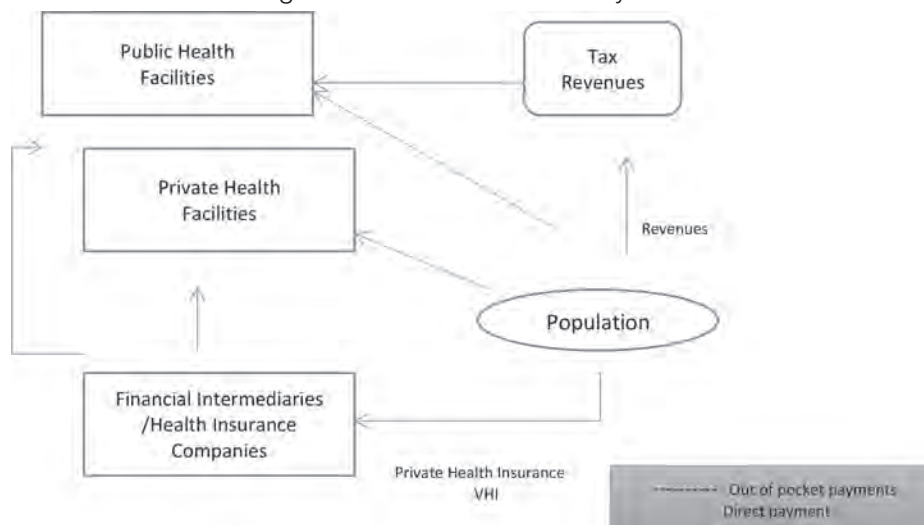 Public Health
Facilities
Tax
Revenues
Private Health
Facilities
Revenues
Population
Financial Intermediaries
/Health Insurance
Companies
Private Health Insurance
VHI
Out of pocket payments
Direct payment